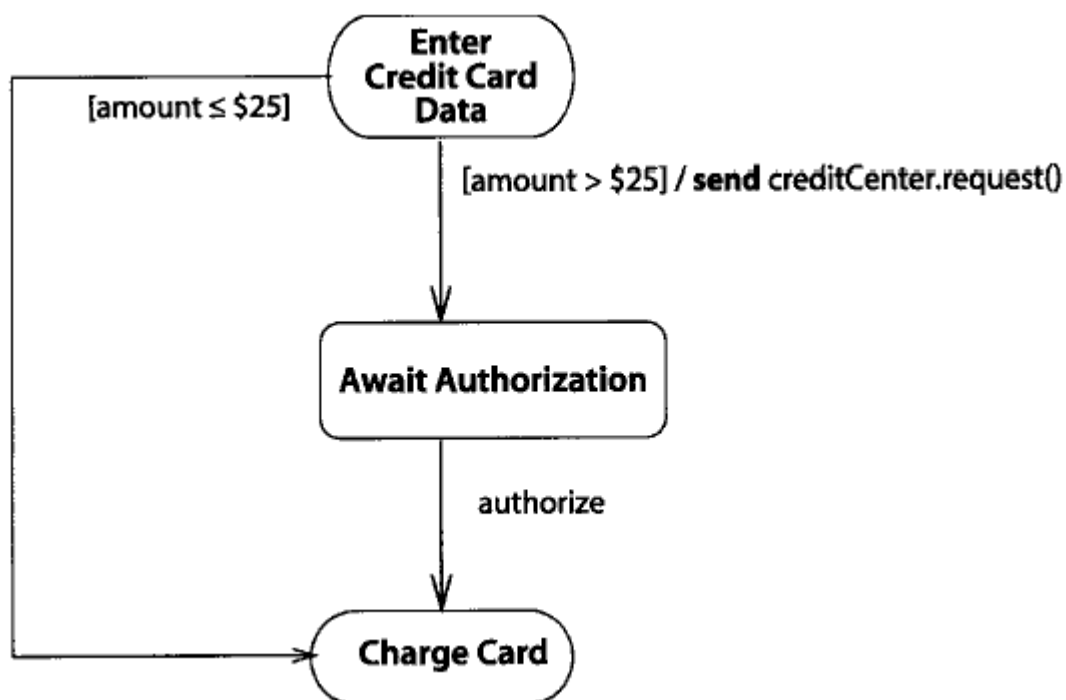 Enter
Credit Card
Data
[amount ≤ $25]
[amount > $25] / send creditCenter.request()
Await Authorization
authorize
Charge Card